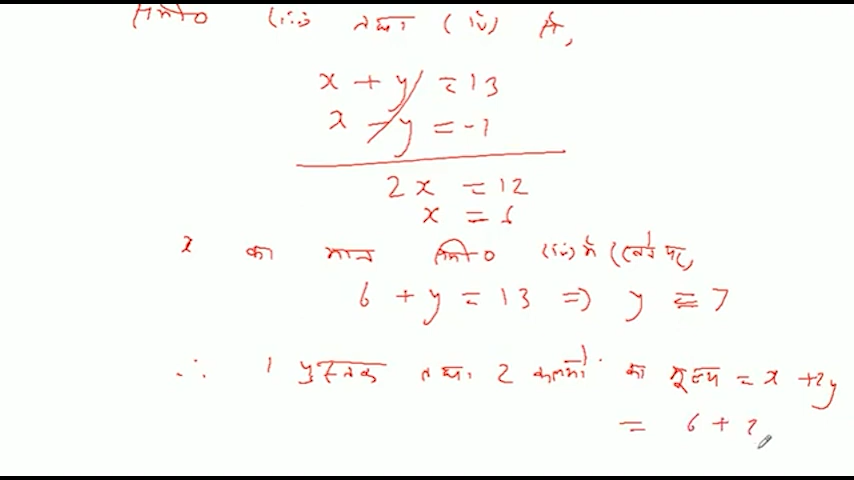 समी० (iii) तथा (iv) से,
x + y = 13
x - y = -1
2x = 12
x = 6
x का मान समी० (iii) में रखने पर,
6 + y = 13 ⇒ y = 7
∴ 1 पुस्तक तथा 2 कलमों का मूल्य = x + 2y
= 6 + 2